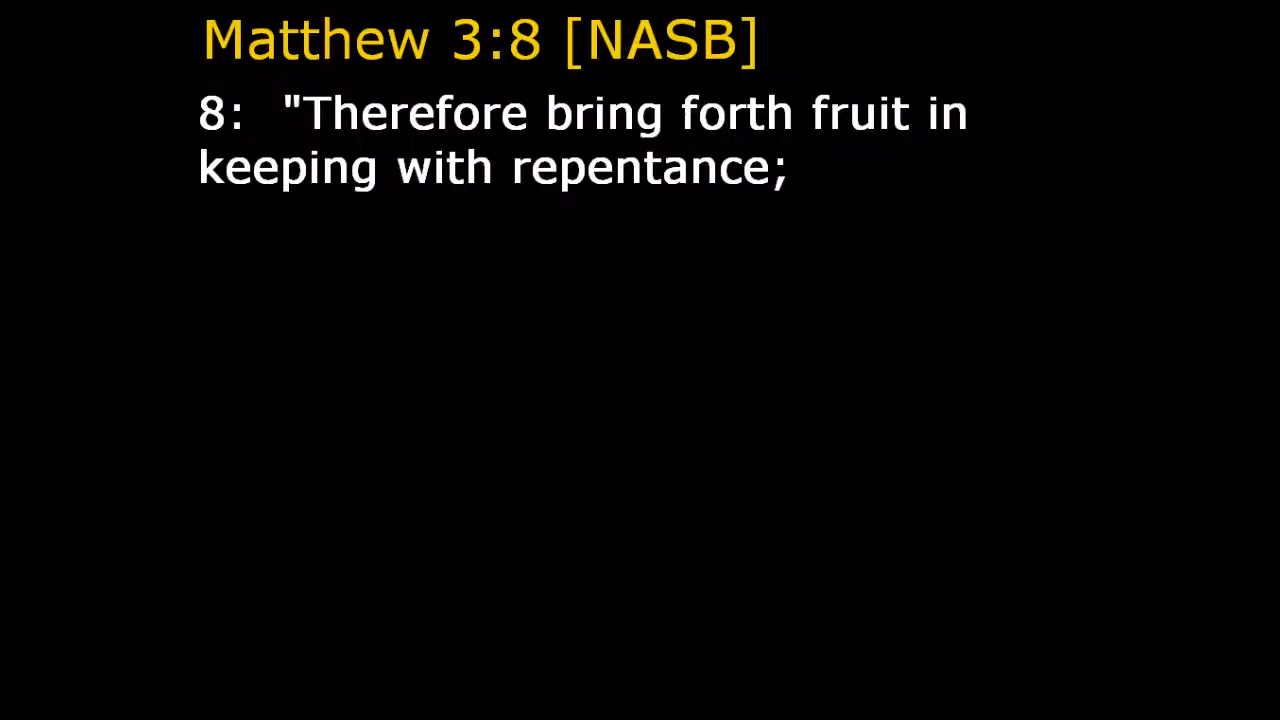 Matthew 3:8 [NASB]
8:  "Therefore bring forth fruit in
keeping with repentance;